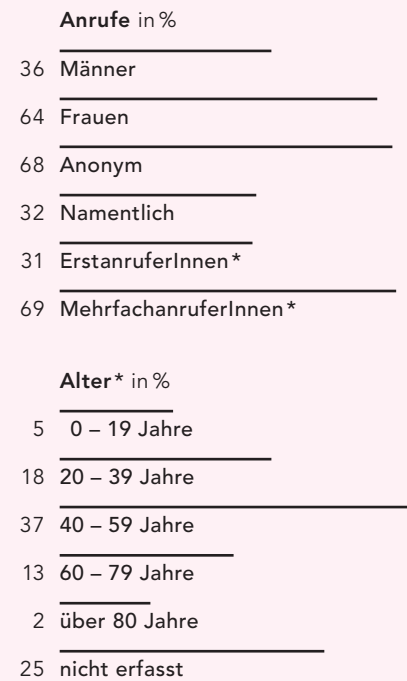 Anrufe in %
36 Männer
64 Frauen
68 Anonym
32 Namentlich
31 ErstanruferInnen*
69 MehrfachanruferInnen*
Alter* in %
5 0 – 19 Jahre
18 20 – 39 Jahre
37 40 – 59 Jahre
13 60 – 79 Jahre
2 über 80 Jahre
25 nicht erfasst